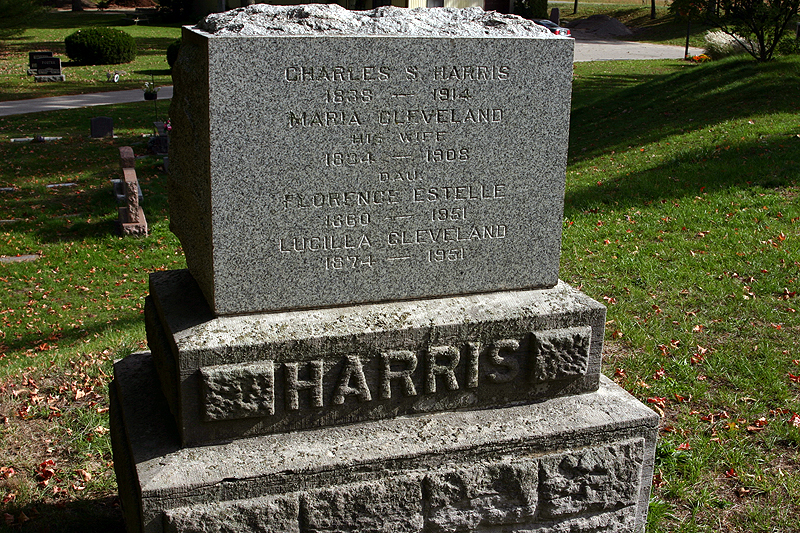 CHARLES S. HARRIS
1838 — 1914
MARIA CLEVELAND
HIS WIFE
1834 — 1908
DAU.
FLORENCE ESTELLE
1860 — 1951
LUCILLA CLEVELAND
1874 — 1951
HARRIS